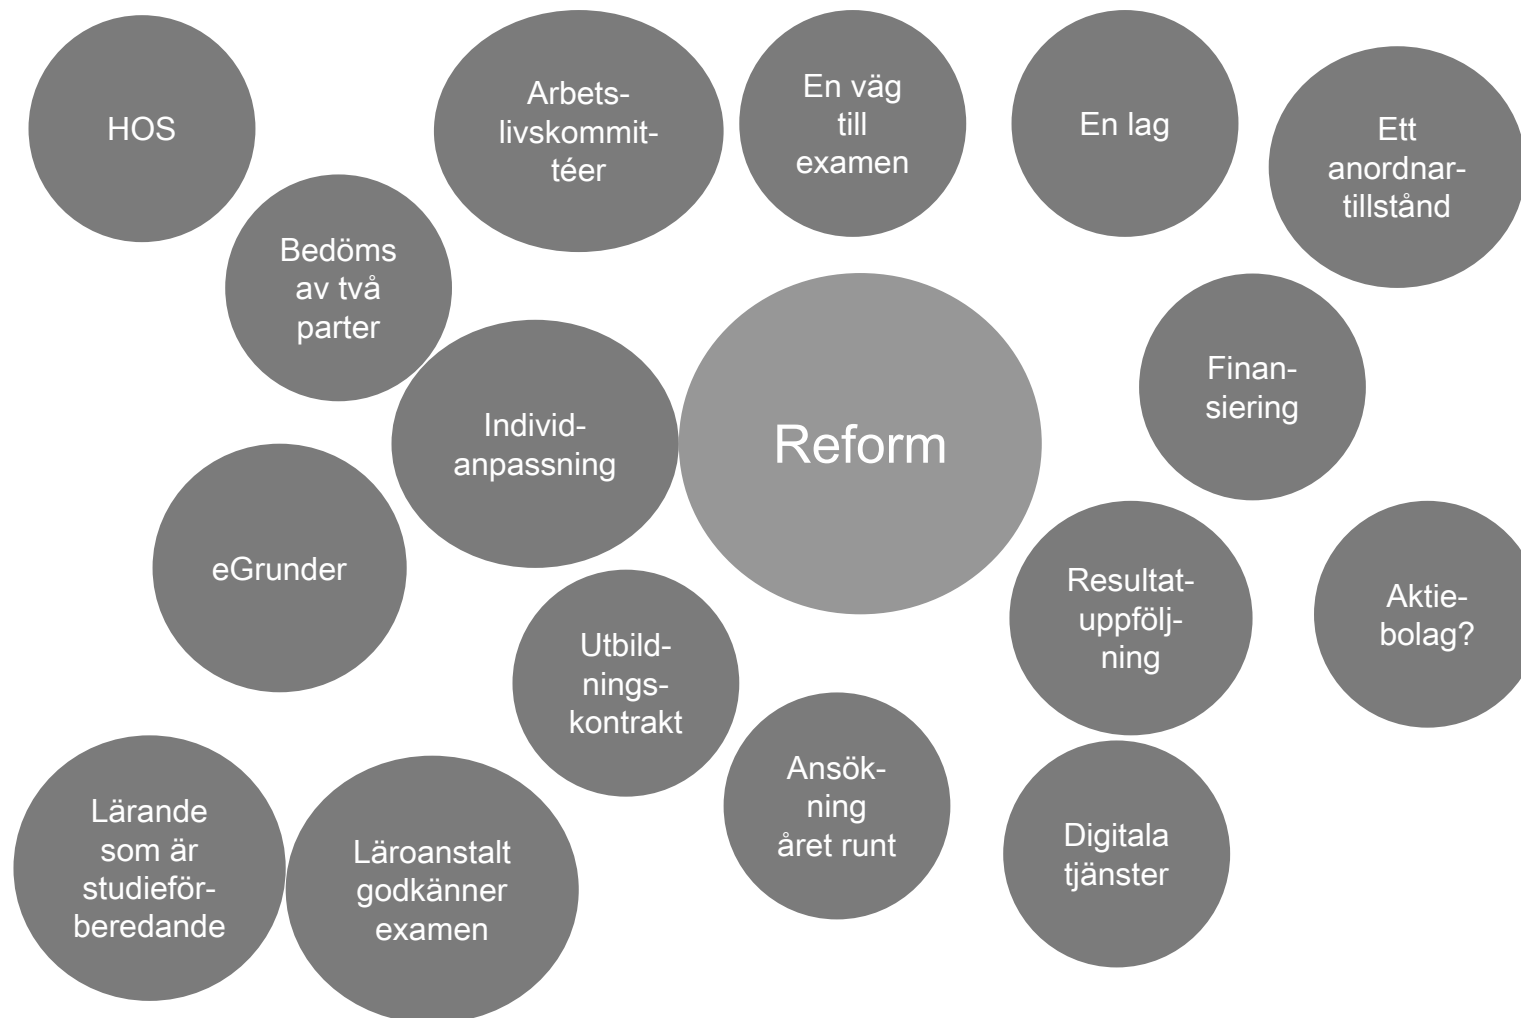 HOS
Arbets-
livskommit-
téer
En väg
till
examen
En lag
Ett
anordnar-
tillstånd
Bedöms
av två
parter
Individ-
anpassning
Reform
Finan-
siering
eGrunder
Utbild-
nings-
kontrakt
Resultat-
uppfölj-
ning
Aktie-
bolag?
Lärande
som är
studieför-
beredande
Läroanstalt
godkänner
examen
Ansök-
ning
året runt
Digitala
tjänster